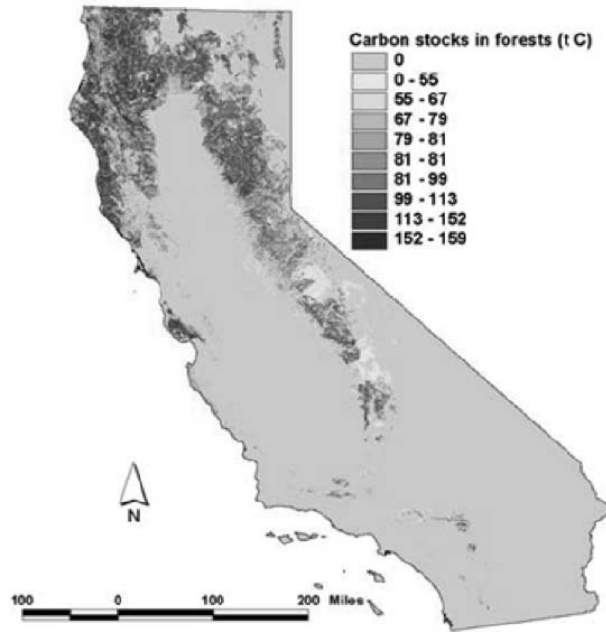 Carbon stocks in forests (t C)
0
0 - 55
55 - 67
67 - 79
79 - 81
81 - 81
81 - 99
99 - 113
113 - 152
152 - 159
N
100 0 100 200 Miles